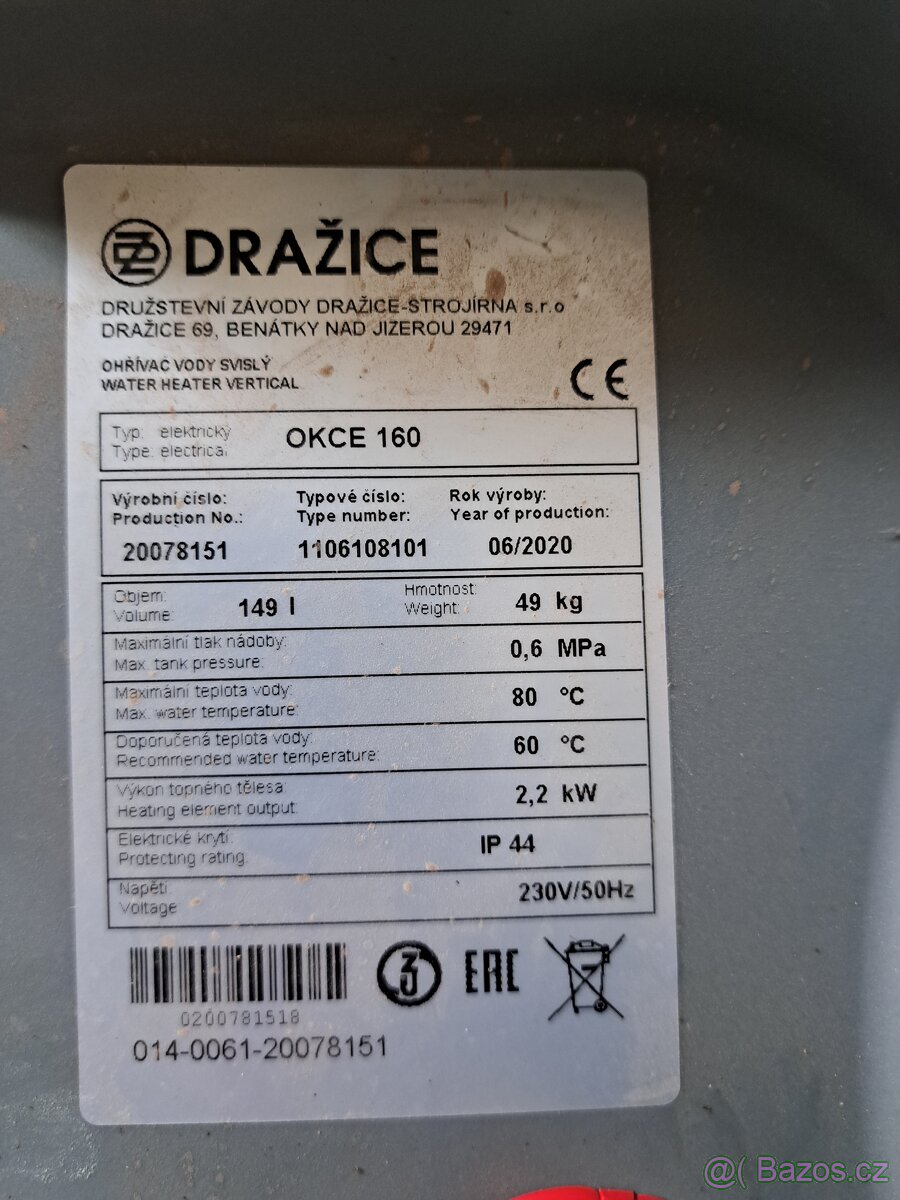 DRAŽICE
DRUŽSTEVNÍ ZÁVODY DRAŽICE-STROJÍRNA s.r.o
DRAŽICE 69, BENÁTKY NAD JIZEROU 29471
OHŘÍVAČ VODY SVISLÝ
WATER HEATER VERTICAL
CE
Typ: elektrický OKCE 160
Type: electrical
Výrobní číslo: Typové číslo: Rok výroby:
Production No.: Type number: Year of production:
20078151 1106108101 06/2020
Objem: Hmotnost:
Volume: 149 l Weight: 49 kg
Maximální tlak nádoby:
Max. tank pressure: 0,6 MPa
Maximální teplota vody:
Max. water temperature: 80 °C
Doporučená teplota vody:
Recommended water temperature: 60 °C
Výkon topného tělesa:
Heating element output: 2,2 kW
Elektrické krytí:
Protecting rating: IP 44
Napětí:
Voltage 230V/50Hz
EAC
0200781518
014-0061-20078151
@( Bazos.cz